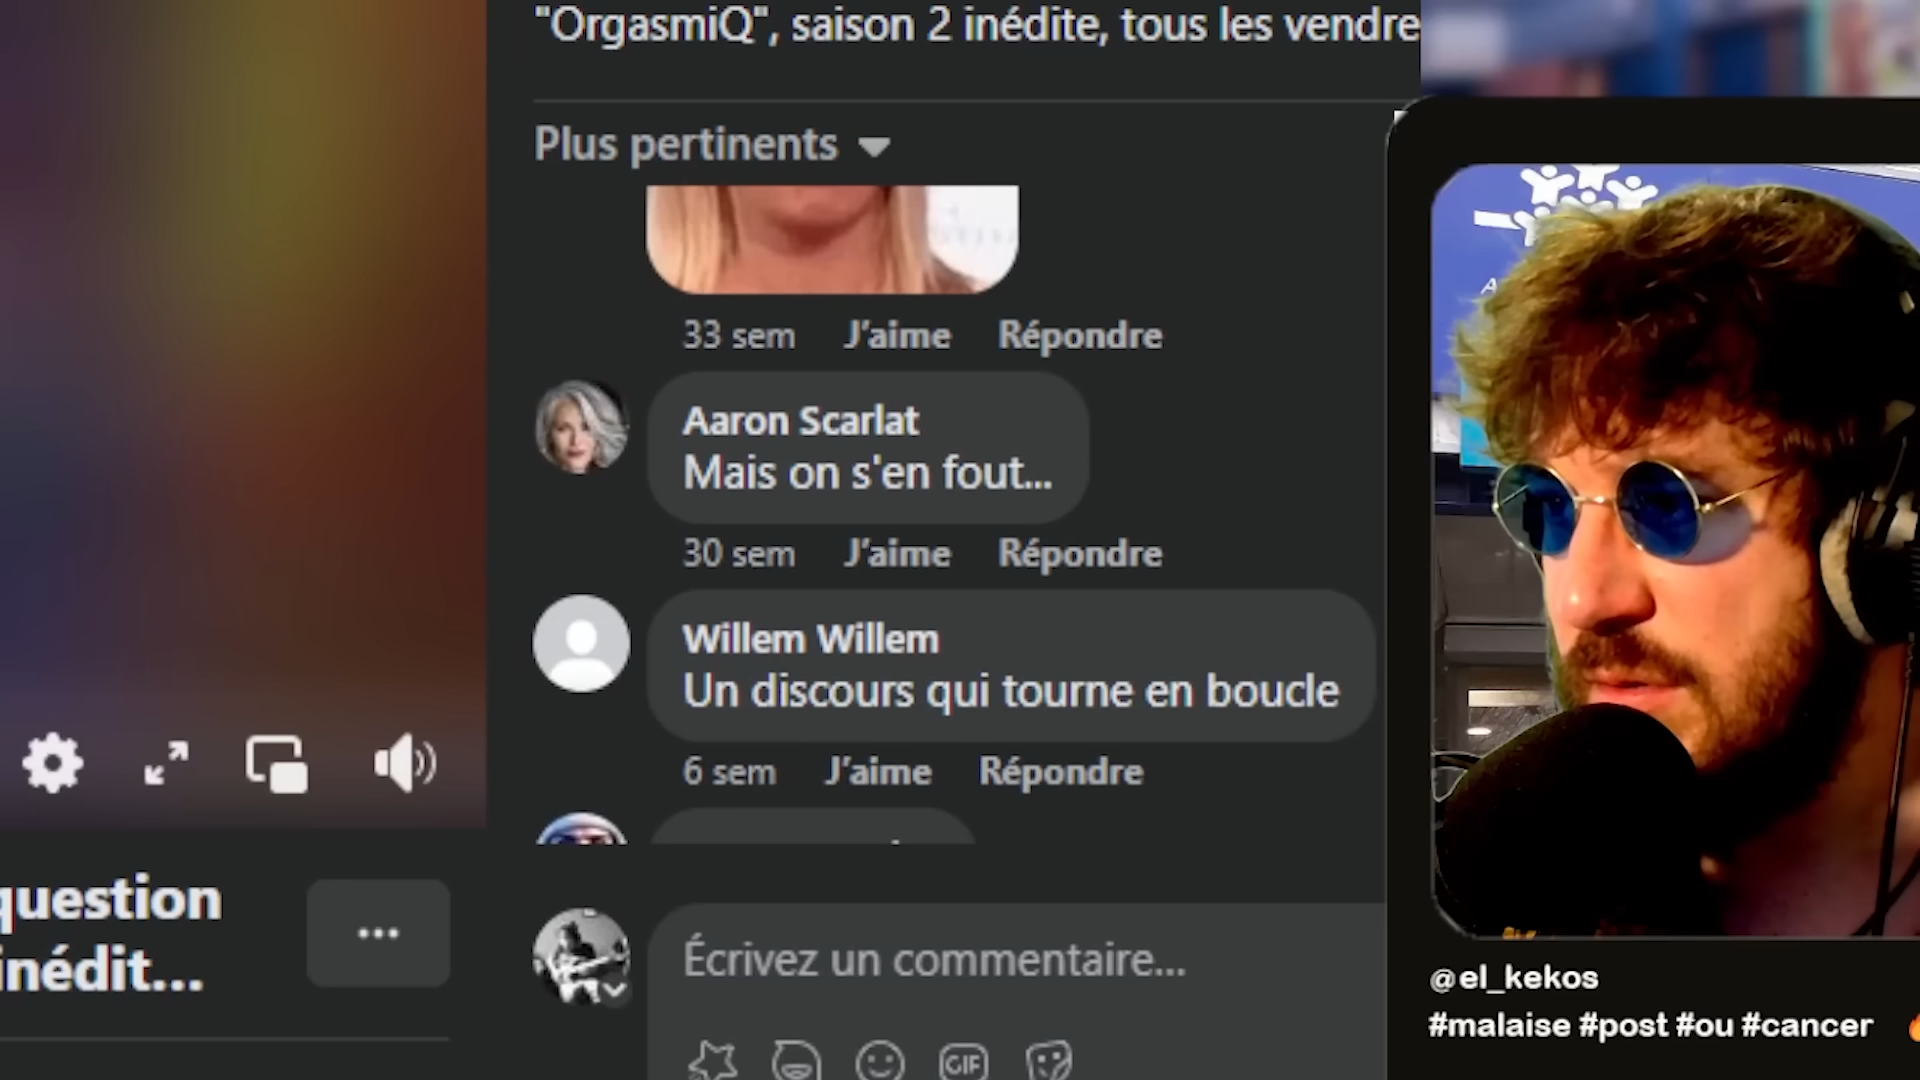 "OrgasmiQ", saison 2 inédite, tous les vendre
Plus pertinents
33 sem J'aime Répondre
Aaron Scarlat
Mais on s'en fout...
30 sem J'aime Répondre
Willem Willem
Un discours qui tourne en boucle
6 sem J'aime Répondre
question
inédit...
Écrivez un commentaire...
GIF
@el_kekos
#malaise #post #ou #cancer